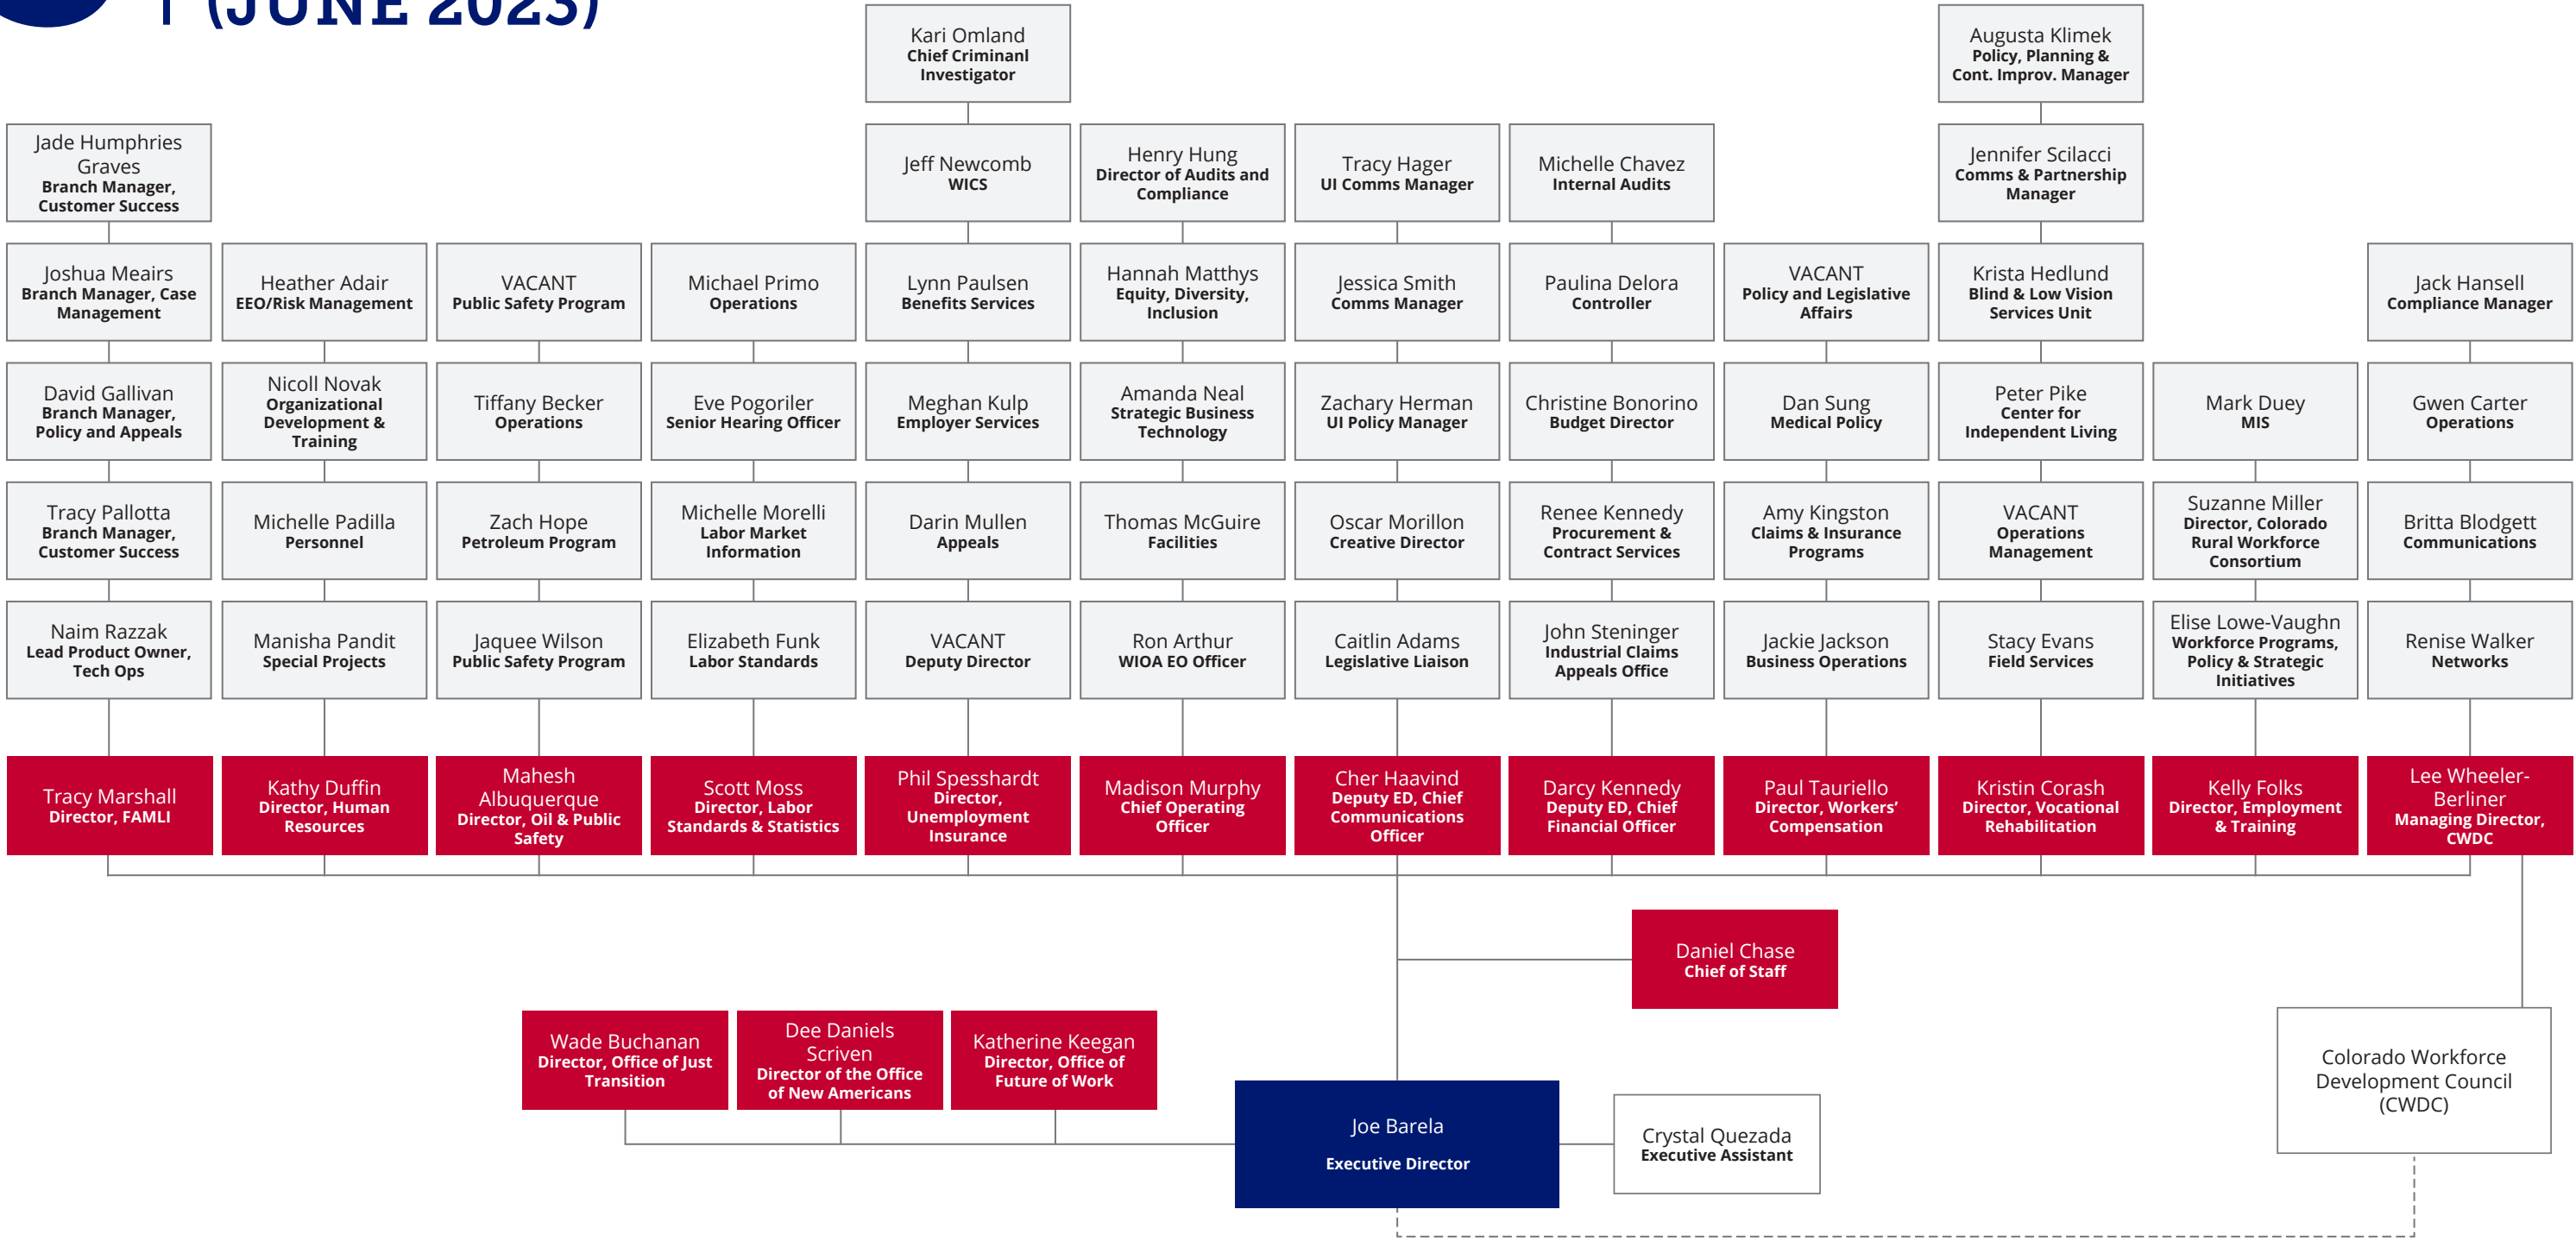 (JUNE 2023)
Kari Omland
Chief Criminanl
Investigator
Augusta Klimek
Policy, Planning &
Cont. Improv. Manager
Jade Humphries
Graves
Branch Manager,
Customer Success
Jeff Newcomb
WICS
Henry Hung
Director of Audits and
Compliance
Tracy Hager
UI Comms Manager
Michelle Chavez
Internal Audits
Jennifer Scilacci
Comms & Partnership
Manager
Joshua Meairs
Branch Manager, Case
Management
Heather Adair
EEO/Risk Management
VACANT
Public Safety Program
Michael Primo
Operations
Lynn Paulsen
Benefits Services
Hannah Matthys
Equity, Diversity,
Inclusion
Jessica Smith
Comms Manager
Paulina Delora
Controller
VACANT
Policy and Legislative
Affairs
Krista Hedlund
Blind & Low Vision
Services Unit
Jack Hansell
Compliance Manager
David Gallivan
Branch Manager,
Policy and Appeals
Nicoll Novak
Organizational
Development &
Training
Tiffany Becker
Operations
Eve Pogoriler
Senior Hearing Officer
Meghan Kulp
Employer Services
Amanda Neal
Strategic Business
Technology
Zachary Herman
UI Policy Manager
Christine Bonorino
Budget Director
Dan Sung
Medical Policy
Peter Pike
Center for
Independent Living
Mark Duey
MIS
Gwen Carter
Operations
Tracy Pallotta
Branch Manager,
Customer Success
Michelle Padilla
Personnel
Zach Hope
Petroleum Program
Michelle Morelli
Labor Market
Information
Darin Mullen
Appeals
Thomas McGuire
Facilities
Oscar Morillon
Creative Director
Renee Kennedy
Procurement &
Contract Services
Amy Kingston
Claims & Insurance
Programs
VACANT
Operations
Management
Suzanne Miller
Director, Colorado
Rural Workforce
Consortium
Britta Blodgett
Communications
Naim Razzak
Lead Product Owner,
Tech Ops
Manisha Pandit
Special Projects
Jaquee Wilson
Public Safety Program
Elizabeth Funk
Labor Standards
VACANT
Deputy Director
Ron Arthur
WIOA EO Officer
Caitlin Adams
Legislative Liaison
John Steninger
Industrial Claims
Appeals Office
Jackie Jackson
Business Operations
Stacy Evans
Field Services
Elise Lowe-Vaughn
Workforce Programs,
Policy & Strategic
Initiatives
Renise Walker
Networks
Tracy Marshall
Director, FAMLI
Kathy Duffin
Director, Human
Resources
Mahesh
Albuquerque
Director, Oil & Public
Safety
Scott Moss
Director, Labor
Standards & Statistics
Phil Spesshardt
Director,
Unemployment
Insurance
Madison Murphy
Chief Operating
Officer
Cher Haavind
Deputy ED, Chief
Communications
Officer
Darcy Kennedy
Deputy ED, Chief
Financial Officer
Paul Tauriello
Director, Workers’
Compensation
Kristin Corash
Director, Vocational
Rehabilitation
Kelly Folks
Director, Employment
& Training
Lee Wheeler-
Berliner
Managing Director,
CWDC
Daniel Chase
Chief of Staff
Wade Buchanan
Director, Office of Just
Transition
Dee Daniels
Scriven
Director of the Office
of New Americans
Katherine Keegan
Director, Office of
Future of Work
Joe Barela
Executive Director
Crystal Quezada
Executive Assistant
Colorado Workforce
Development Council
(CWDC)